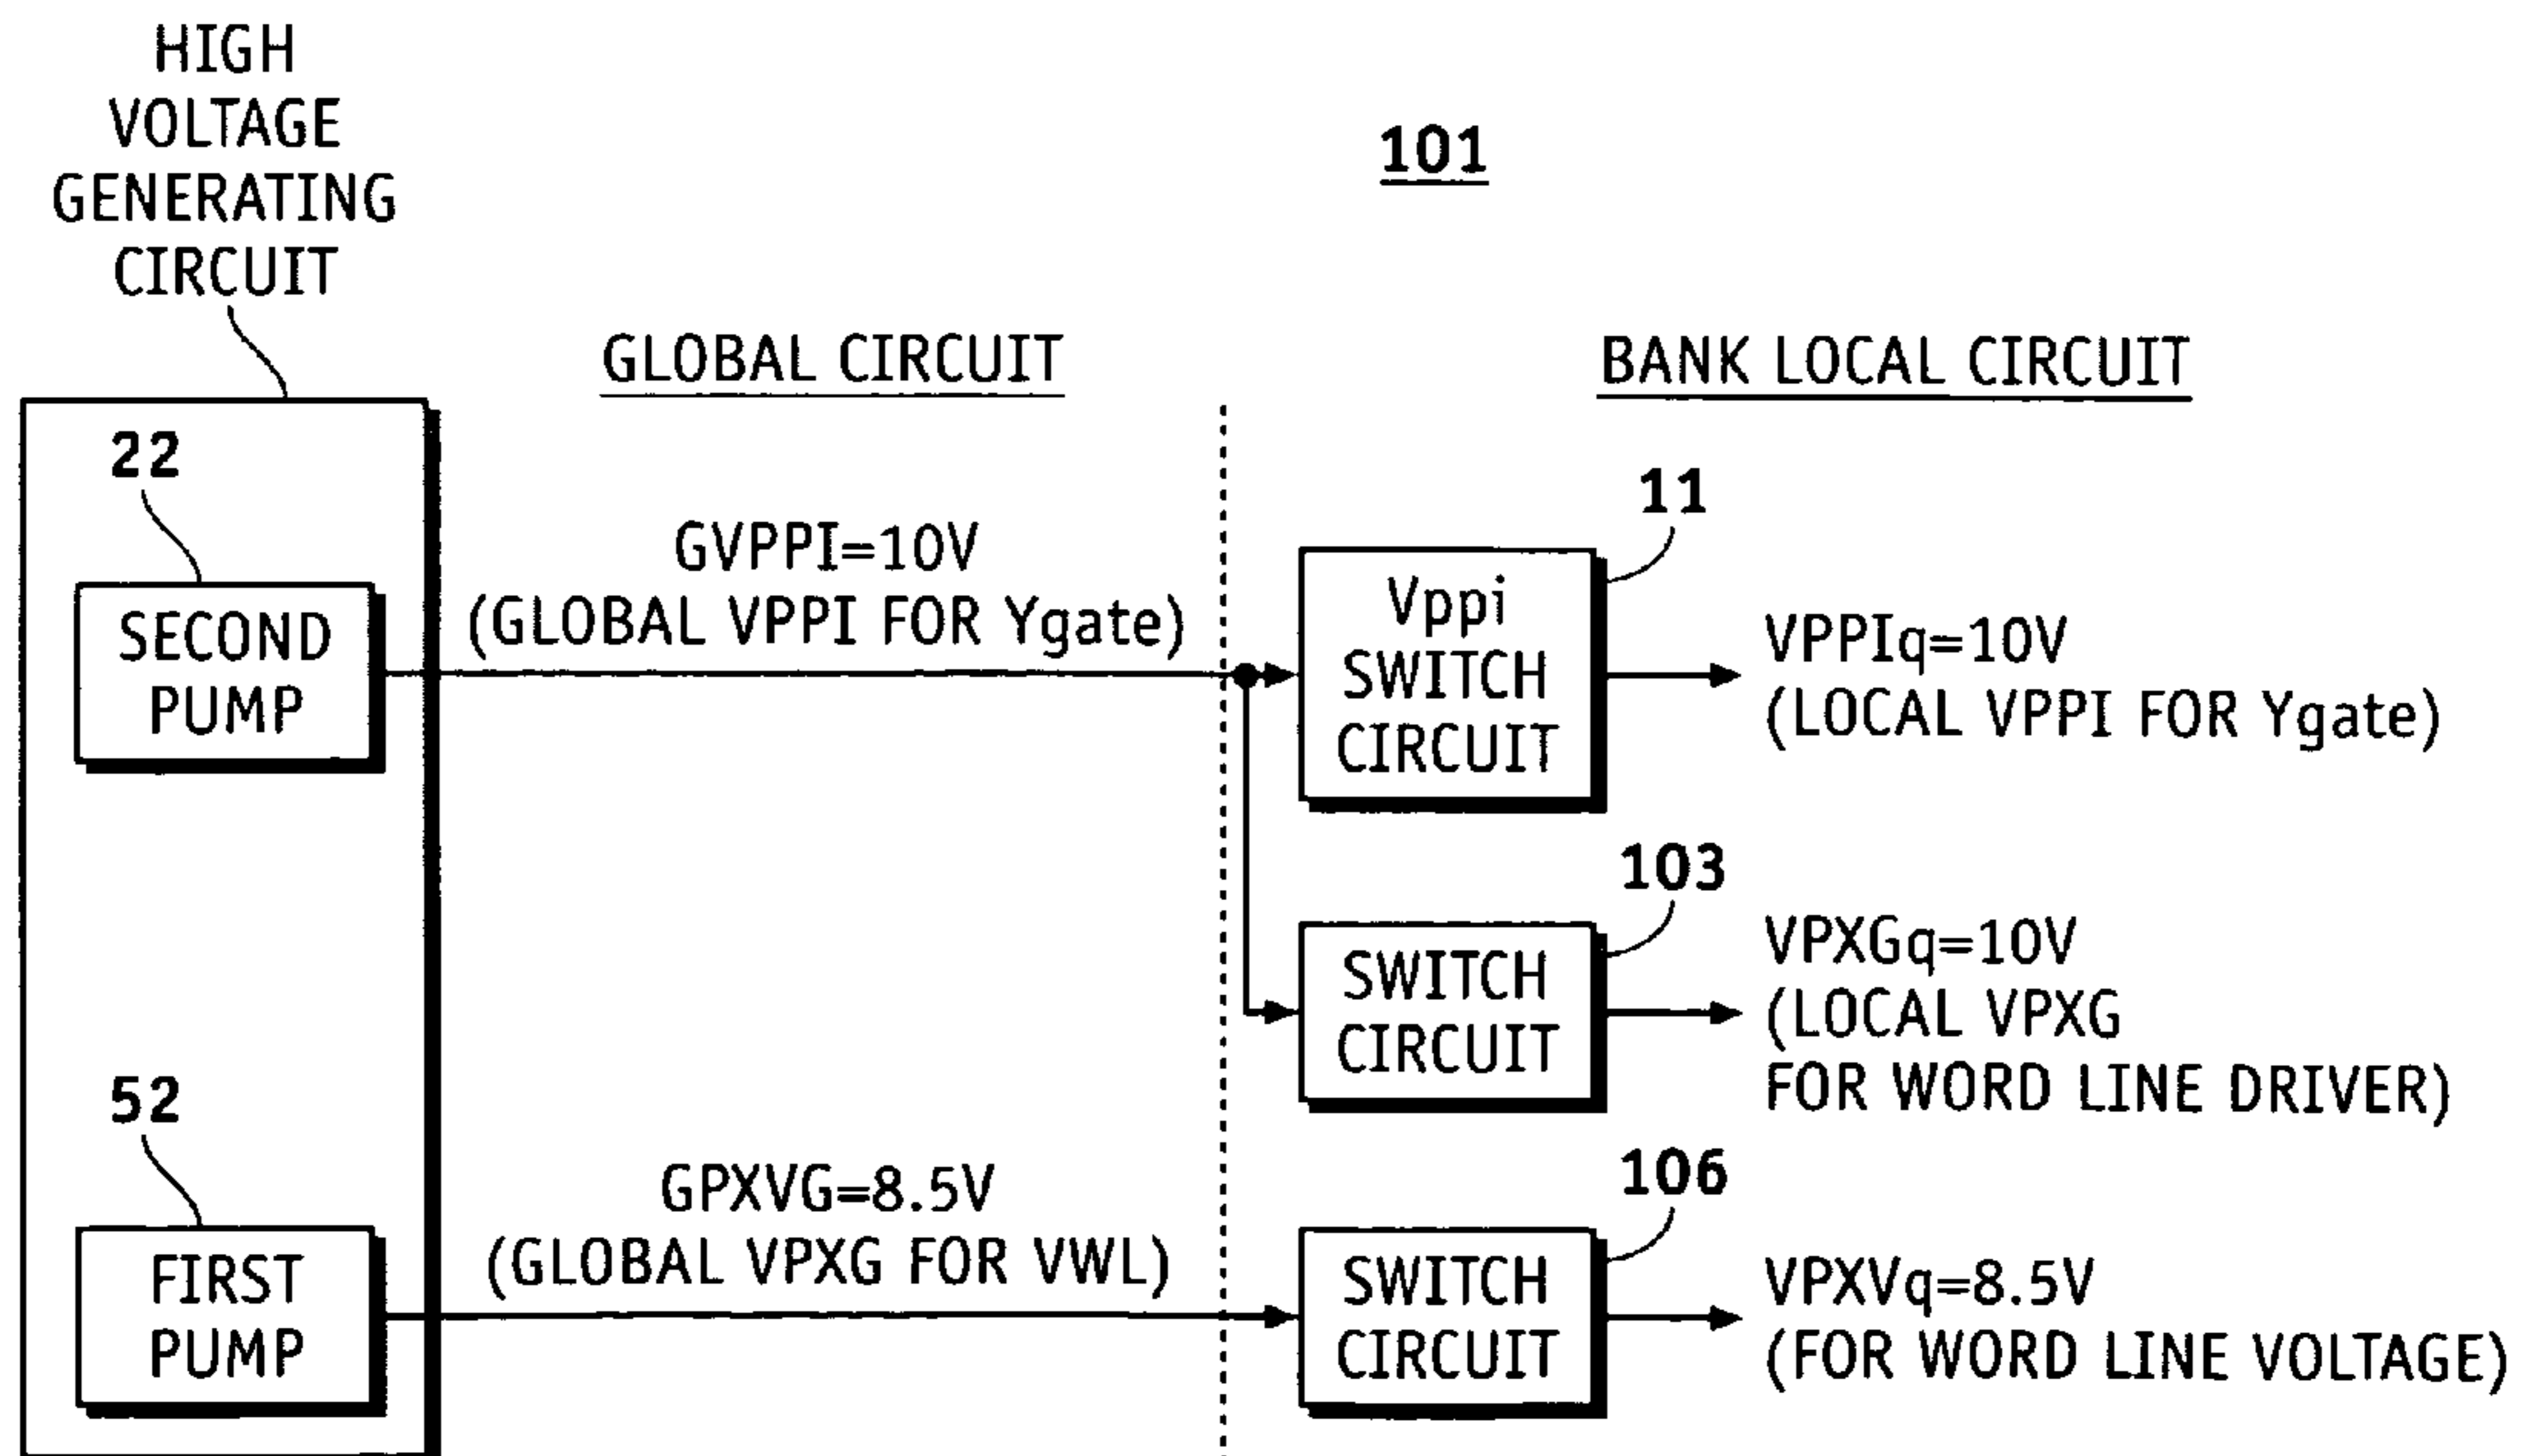 HIGH
VOLTAGE
GENERATING
CIRCUIT
101
GLOBAL CIRCUIT
BANK LOCAL CIRCUIT
22
SECOND
PUMP
GVPPI=10V
(GLOBAL VPPI FOR Ygate)
11
Vppi
SWITCH
CIRCUIT
VPPIq=10V
(LOCAL VPPI FOR Ygate)
103
SWITCH
CIRCUIT
VPXGq=10V
(LOCAL VPXG
FOR WORD LINE DRIVER)
52
FIRST
PUMP
GPXVG=8.5V
(GLOBAL VPXG FOR VWL)
106
SWITCH
CIRCUIT
VPXVq=8.5V
(FOR WORD LINE VOLTAGE)